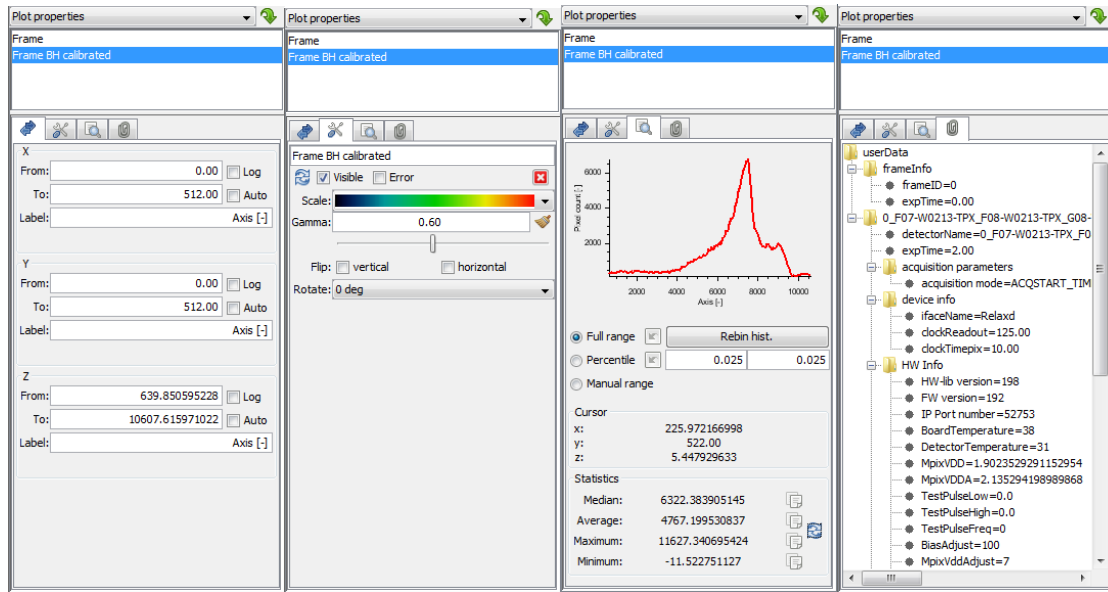 Plot properties
Frame
Frame BH calibrated
X
From: 0.00 Log
To: 512.00 Auto
Label: Axis [-]
Y
From: 0.00 Log
To: 512.00 Auto
Label: Axis [-]
Z
From: 639.850595228 Log
To: 10607.615971022 Auto
Label: Axis [-]
Plot properties
Frame
Frame BH calibrated
Frame BH calibrated
Visible Error
Scale:
Gamma: 0.60
Flip: vertical horizontal
Rotate: 0 deg
Plot properties
Frame
Frame BH calibrated
Pixel count [-]
6000
4000
2000
2000 4000 6000 8000 10000
Axis [-]
Full range Rebin hist.
Percentile 0.025 0.025
Manual range
Cursor
x: 225.972166998
y: 522.00
z: 5.447929633
Statistics
Median: 6322.383905145
Average: 4767.199530837
Maximum: 11627.340695424
Minimum: -11.522751127
Plot properties
Frame
Frame BH calibrated
userData
frameInfo
frameID=0
expTime=0.00
0_F07-W0213-TPX_F08-W0213-TPX_G08-
detectorName=0_F07-W0213-TPX_F0
expTime=2.00
acquisition parameters
acquisition mode=ACQSTART_TIM
device info
ifaceName=Relaxd
clockReadout=125.00
clockTimepix=10.00
HW Info
HW-lib version=198
FW version=192
IP Port number=52753
BoardTemperature=38
DetectorTemperature=31
MpixVDD=1.9023529291152954
MpixVDDA=2.135294198989868
TestPulseLow=0.0
TestPulseHigh=0.0
TestPulseFreq=0
BiasAdjust=100
MpixVddAdjust=7